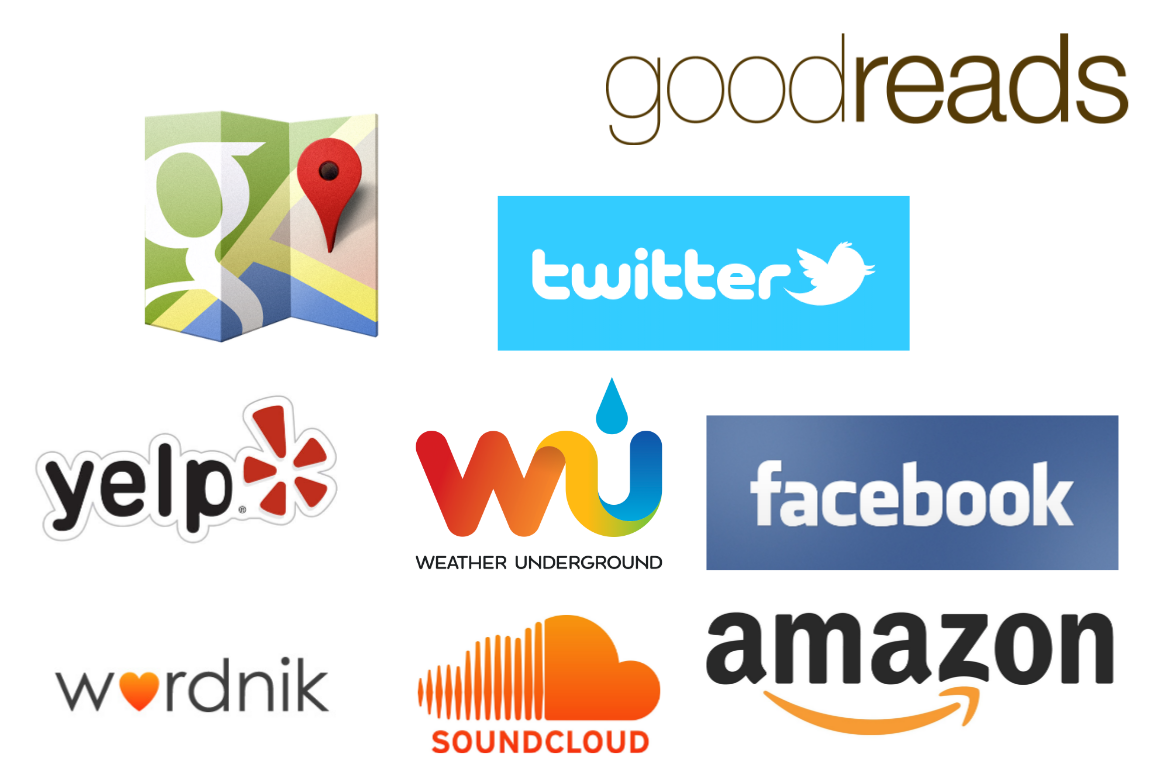 goodreads
g
twitter
yelp®
WEATHER UNDERGROUND
facebook
wordnik
SOUNDCLOUD
amazon